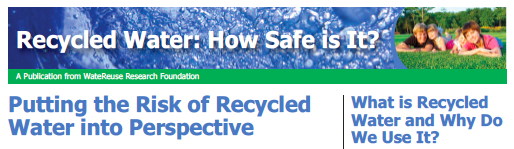 Recycled Water: How Safe is It?
A Publication from WateReuse Research Foundation
Putting the Risk of Recycled
Water into Perspective
What is Recycled
Water and Why Do
We Use It?